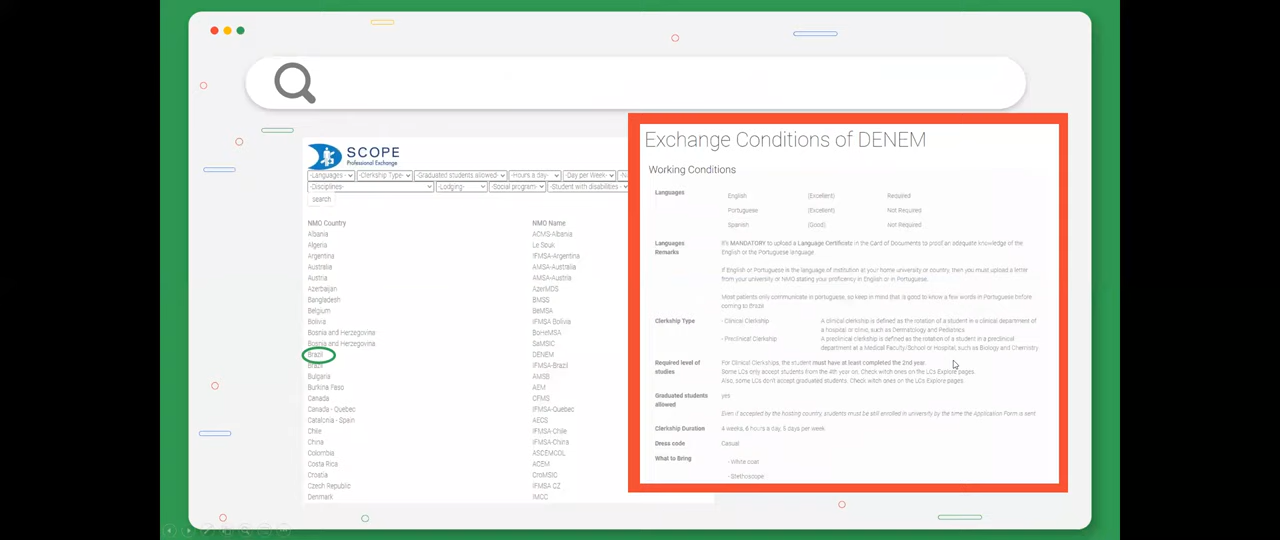 SCOPE
Professional Exchange
-Languages- -Clerkship Type- -Graduated students allowed- -Hours a day- -Day per Week-
-Disciplines- -Lodging- -Social program- -Student with disabilities -
search
NMO Country NMO Name
Albania ACMS-Albania
Algeria Le Souk
Argentina IFMSA-Argentina
Australia AMSA-Australia
Austria AMSA-Austria
Azerbaijan AzerMDS
Bangladesh BMSS
Belgium BeMSA
Bolivia IFMSA Bolivia
Bosnia and Herzegovina BoHeMSA
Bosnia and Herzegovina SaMSIC
Brazil DENEM
Brazil IFMSA-Brazil
Bulgaria AMSB
Burkina Faso AEM
Canada CFMS
Canada - Quebec IFMSA-Quebec
Catalonia - Spain AECS
Chile IFMSA-Chile
China IFMSA-China
Colombia ASCEMCOL
Costa Rica ACEM
Croatia CroMSIC
Czech Republic IFMSA CZ
Denmark IMCC
Exchange Conditions of DENEM
Working Conditions
Languages
English (Excellent) Required
Portuguese (Excellent) Not Required
Spanish (Good) Not Required
Languages Remarks
It's MANDATORY to upload a Language Certificate in the Card of Documents to proof an adequate knowledge of the
English or the Portuguese language
If English or Portuguese is the language of institution at your home university or country, then you must upload a letter
from your university or NMO stating your proficiency in English or in Portuguese.
Most patients only communicate in portuguese, so keep in mind that is good to know a few words in Portuguese before
coming to Brazil!
Clerkship Type
- Clinical Clerkship A clinical clerkship is defined as the rotation of a student in a clinical department of
a hospital or clinic, such as Dermatology and Pediatrics.
- Preclinical Clerkship A preclinical clerkship is defined as the rotation of a student in a preclinical
department at a Medical Faculty/School or Hospital, such as Biology and Chemistry.
Required level of studies
For Clinical Clerkships, the student must have at least completed the 2nd year.
Some LCs only accept students from the 4th year on. Check witch ones on the LCs Explore pages.
Also, some LCs don't accept graduated students. Check witch ones on the LCs Explore pages
Graduated students allowed
yes
Even if accepted by the hosting country, students must be still enrolled in university by the time the Application Form is sent
Clerkship Duration 4 weeks, 6 hours a day, 5 days per week.
Dress code Casual
What to Bring
- White coat
- Stethoscope